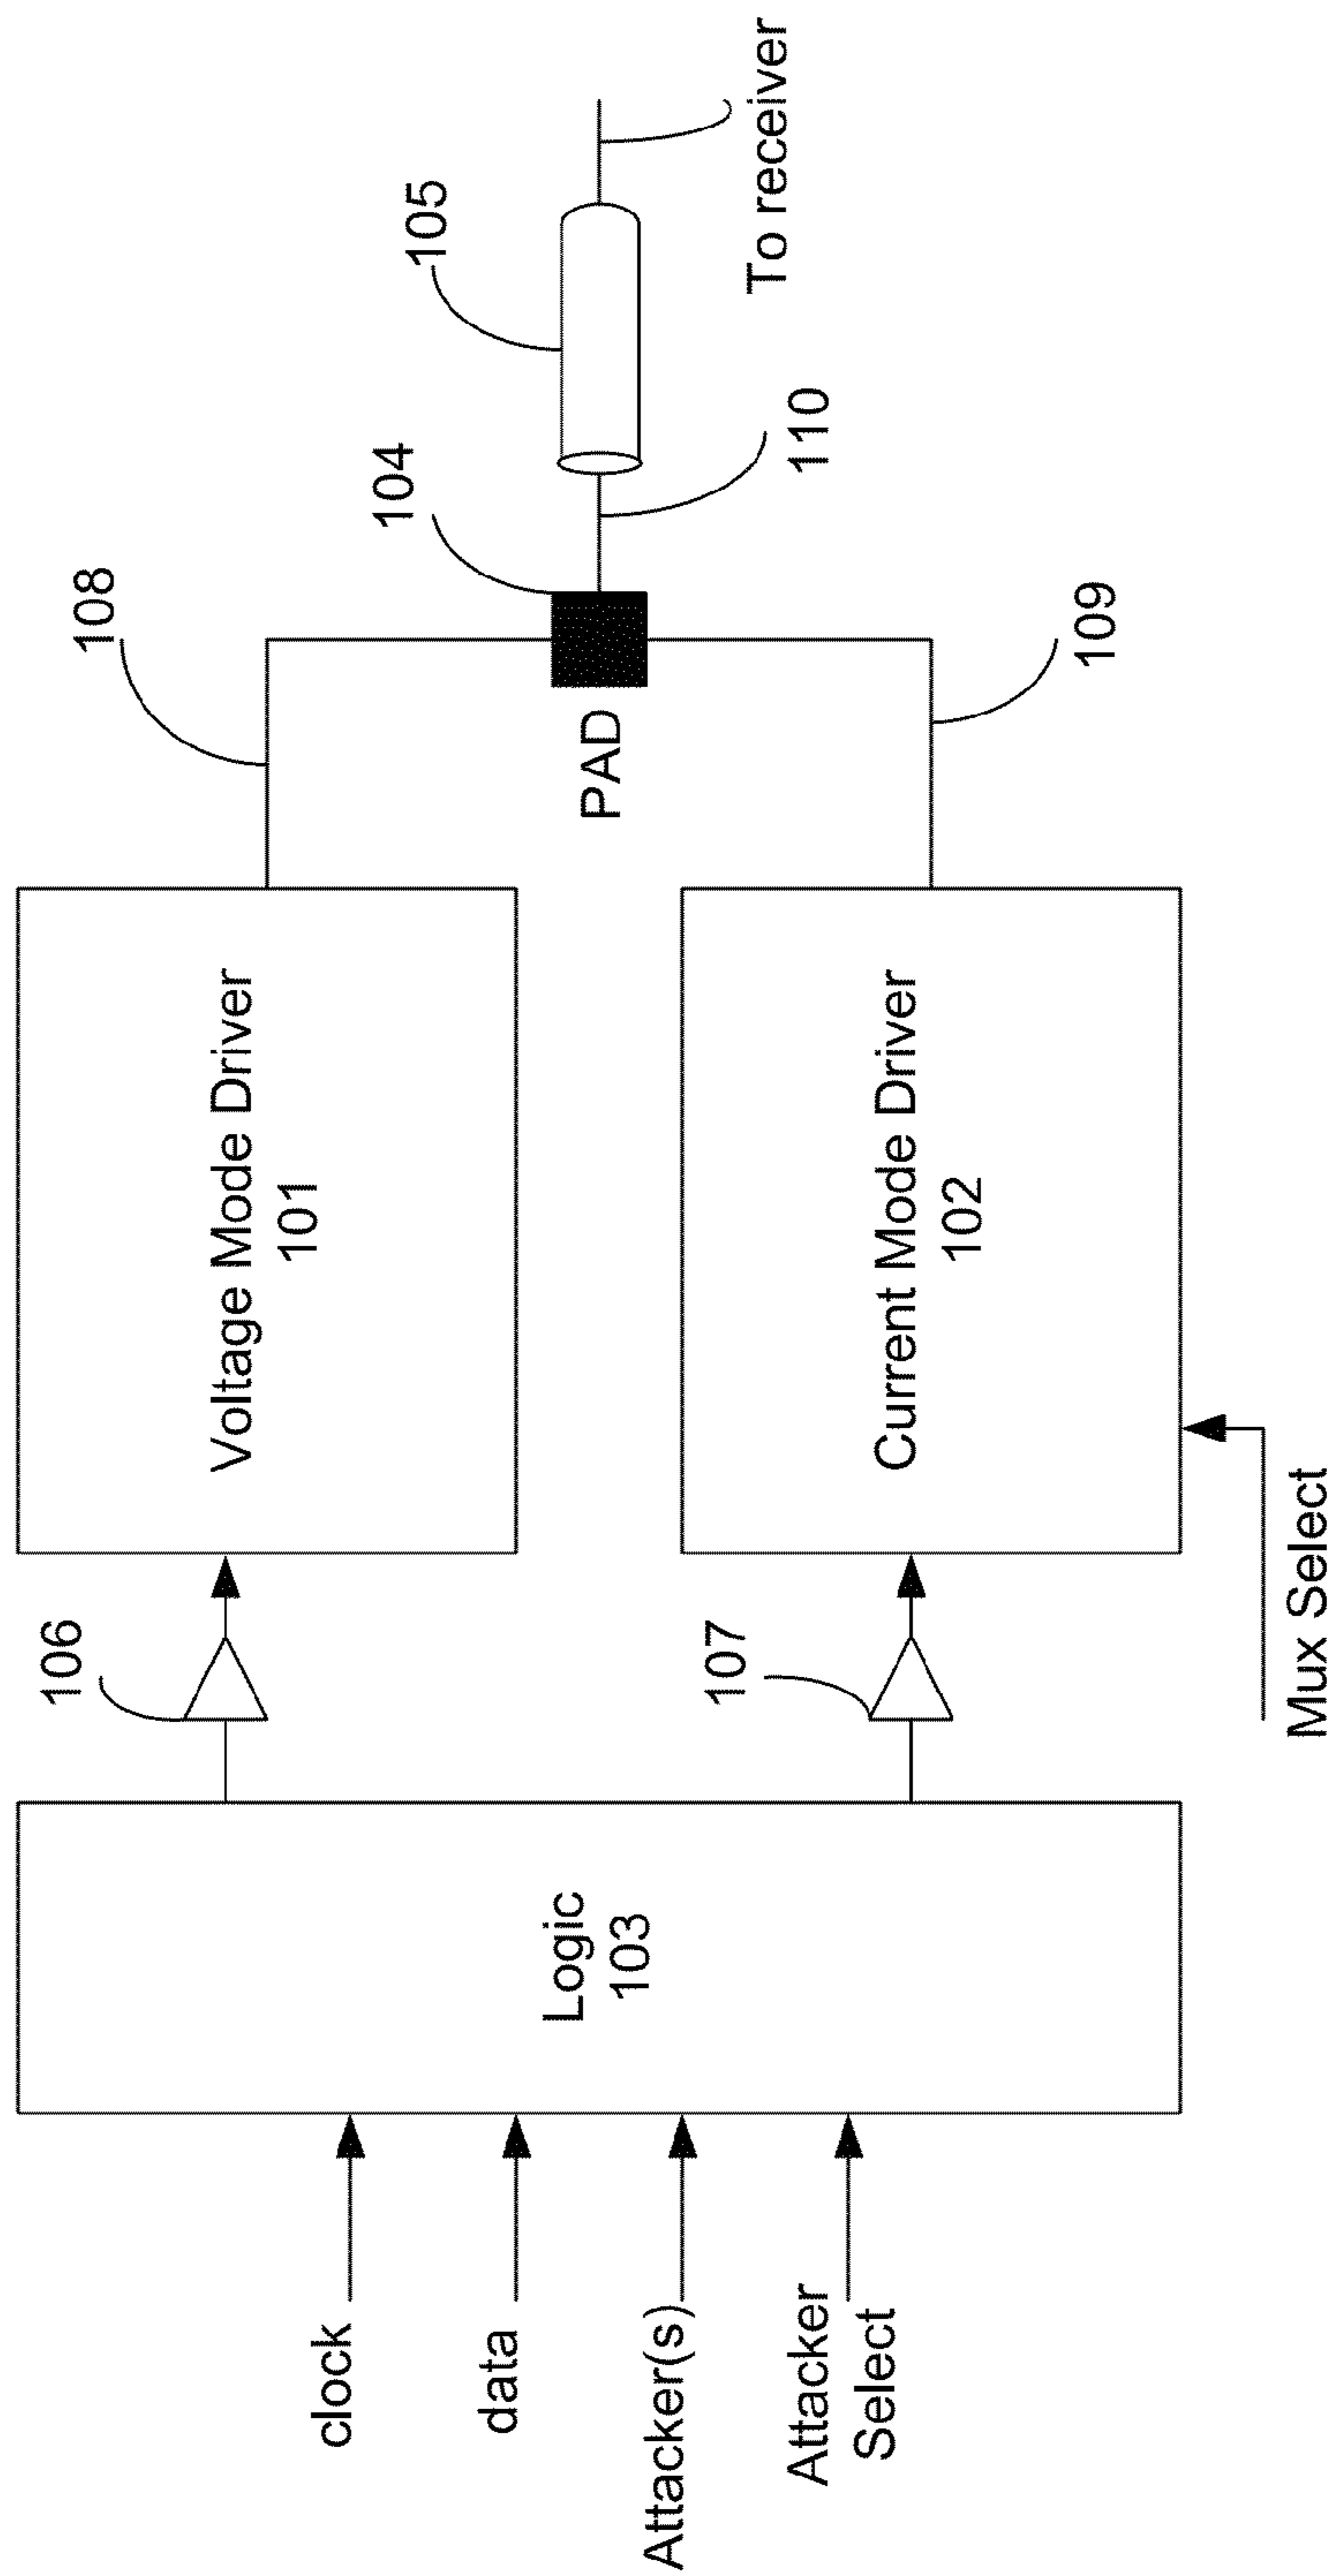 clock
data
Attacker(s)
Attacker
Select
Logic
103
106
107
Voltage Mode Driver
101
Current Mode Driver
102
Mux Select
108
109
PAD
104
110
105
To receiver